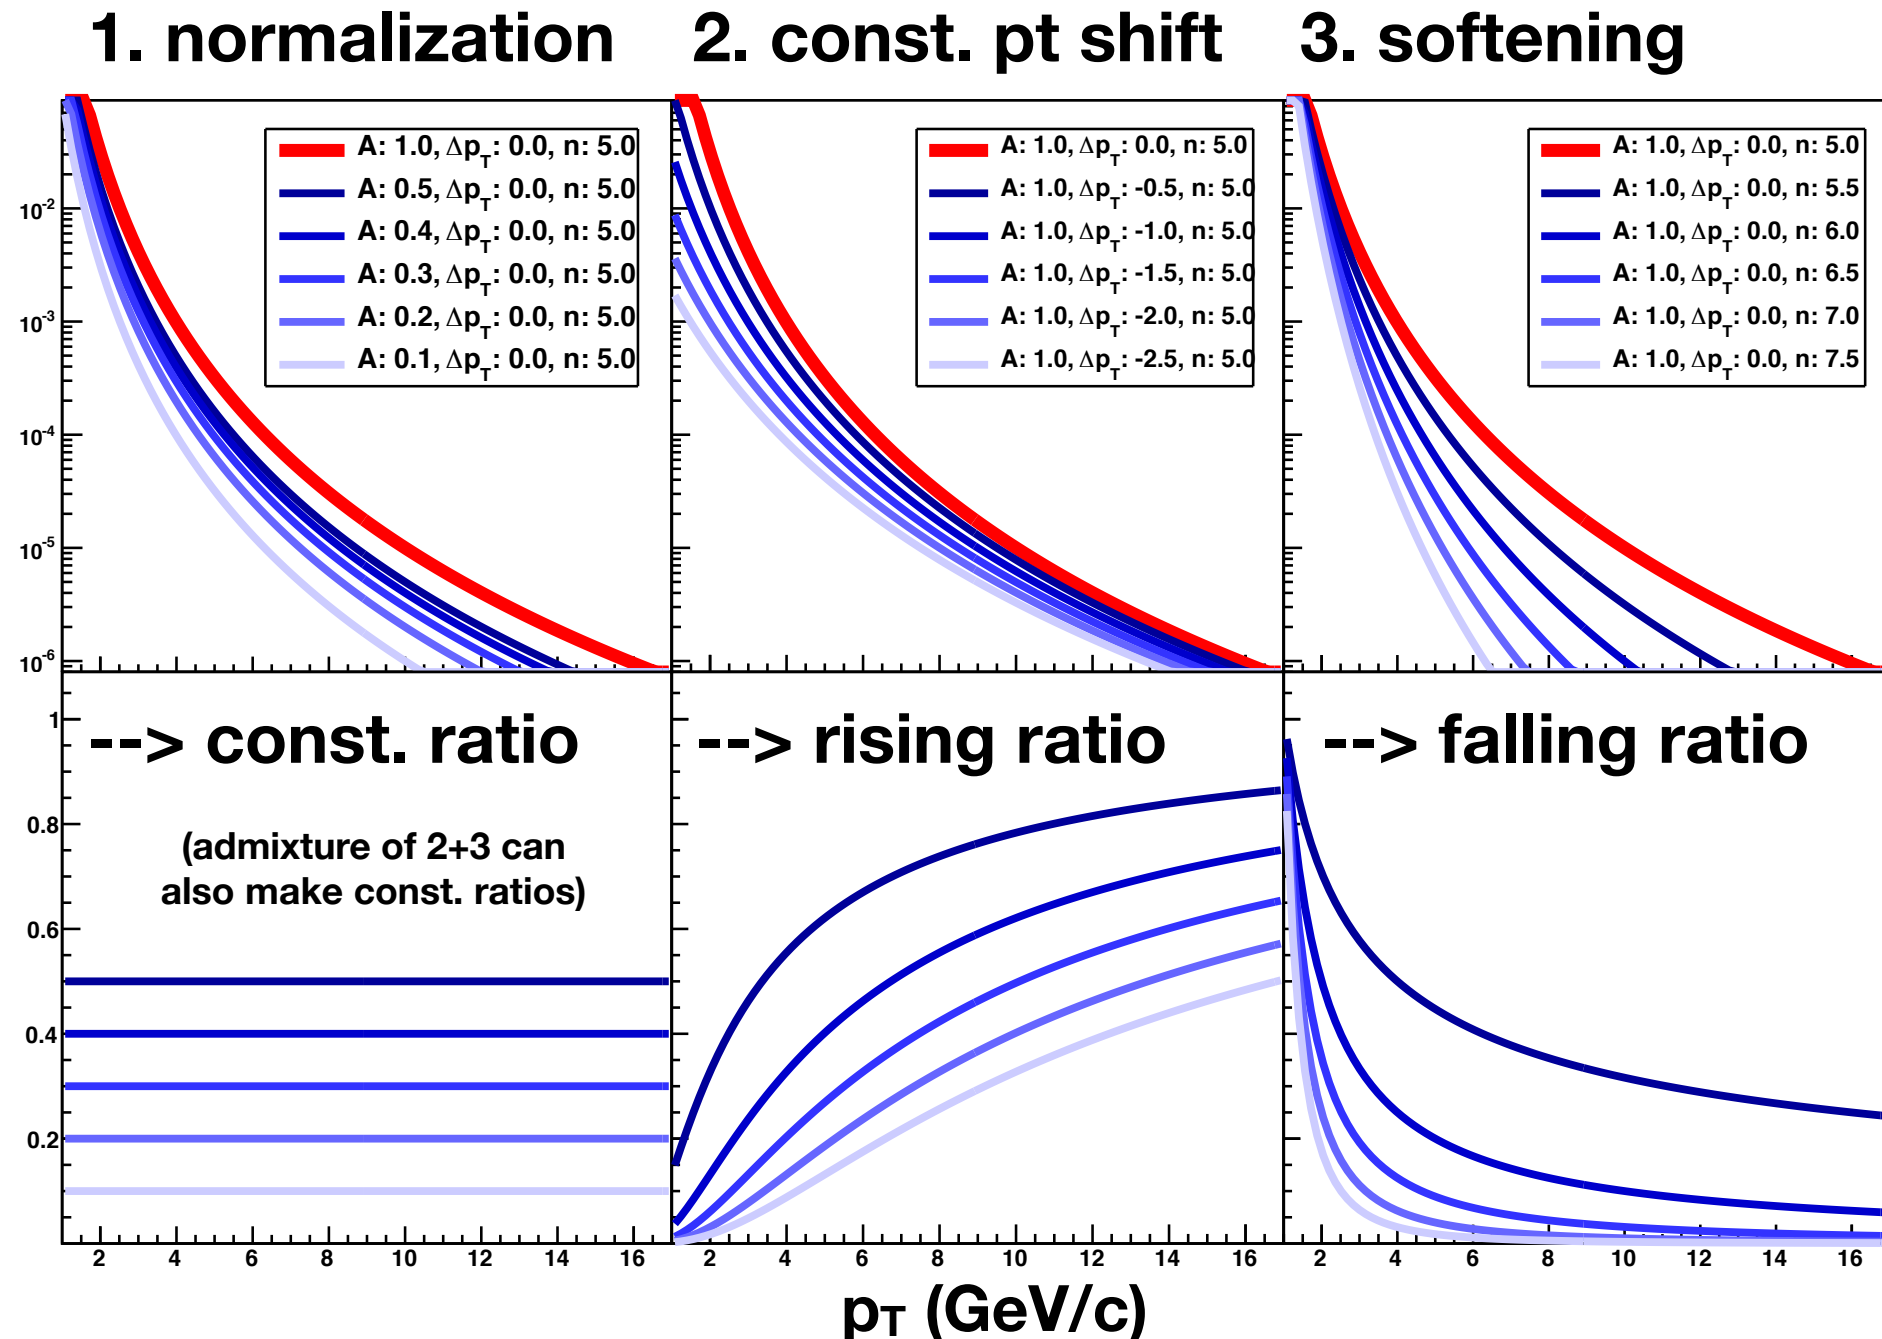 1. normalization
2. const. pt shift
3. softening
A: 1.0, Δp_T: 0.0, n: 5.0
A: 0.5, Δp_T: 0.0, n: 5.0
A: 0.4, Δp_T: 0.0, n: 5.0
A: 0.3, Δp_T: 0.0, n: 5.0
A: 0.2, Δp_T: 0.0, n: 5.0
A: 0.1, Δp_T: 0.0, n: 5.0
A: 1.0, Δp_T: 0.0, n: 5.0
A: 1.0, Δp_T: -0.5, n: 5.0
A: 1.0, Δp_T: -1.0, n: 5.0
A: 1.0, Δp_T: -1.5, n: 5.0
A: 1.0, Δp_T: -2.0, n: 5.0
A: 1.0, Δp_T: -2.5, n: 5.0
A: 1.0, Δp_T: 0.0, n: 5.0
A: 1.0, Δp_T: 0.0, n: 5.5
A: 1.0, Δp_T: 0.0, n: 6.0
A: 1.0, Δp_T: 0.0, n: 6.5
A: 1.0, Δp_T: 0.0, n: 7.0
A: 1.0, Δp_T: 0.0, n: 7.5
10^-2
10^-3
10^-4
10^-5
10^-6
--> const. ratio
(admixture of 2+3 can
also make const. ratios)
--> rising ratio
--> falling ratio
1
0.8
0.6
0.4
0.2
2 4 6 8 10 12 14 16
2 4 6 8 10 12 14 16
2 4 6 8 10 12 14 16
p_T (GeV/c)